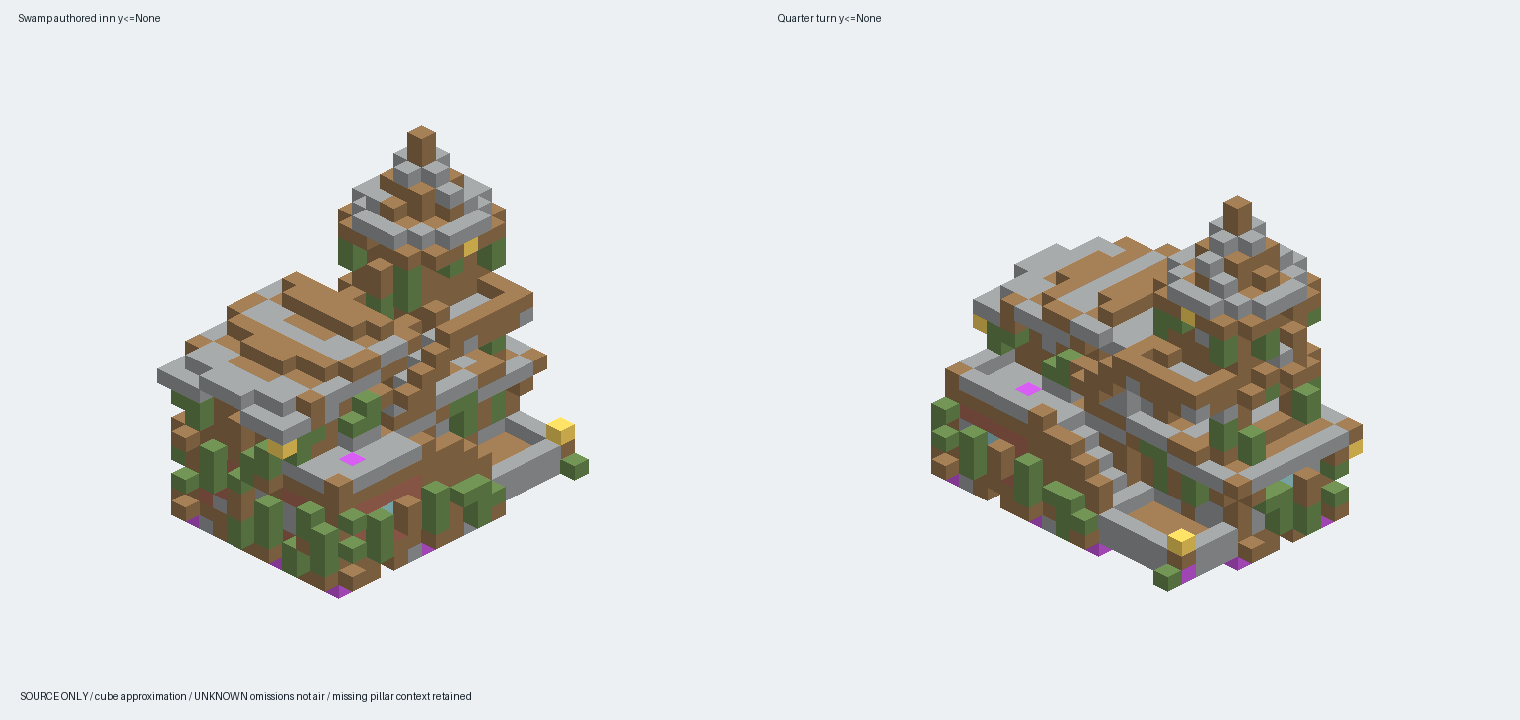 Swamp authored inn y<=None
Quarter turn y<=None
SOURCE ONLY / cube approximation / UNKNOWN omissions not air / missing pillar context retained